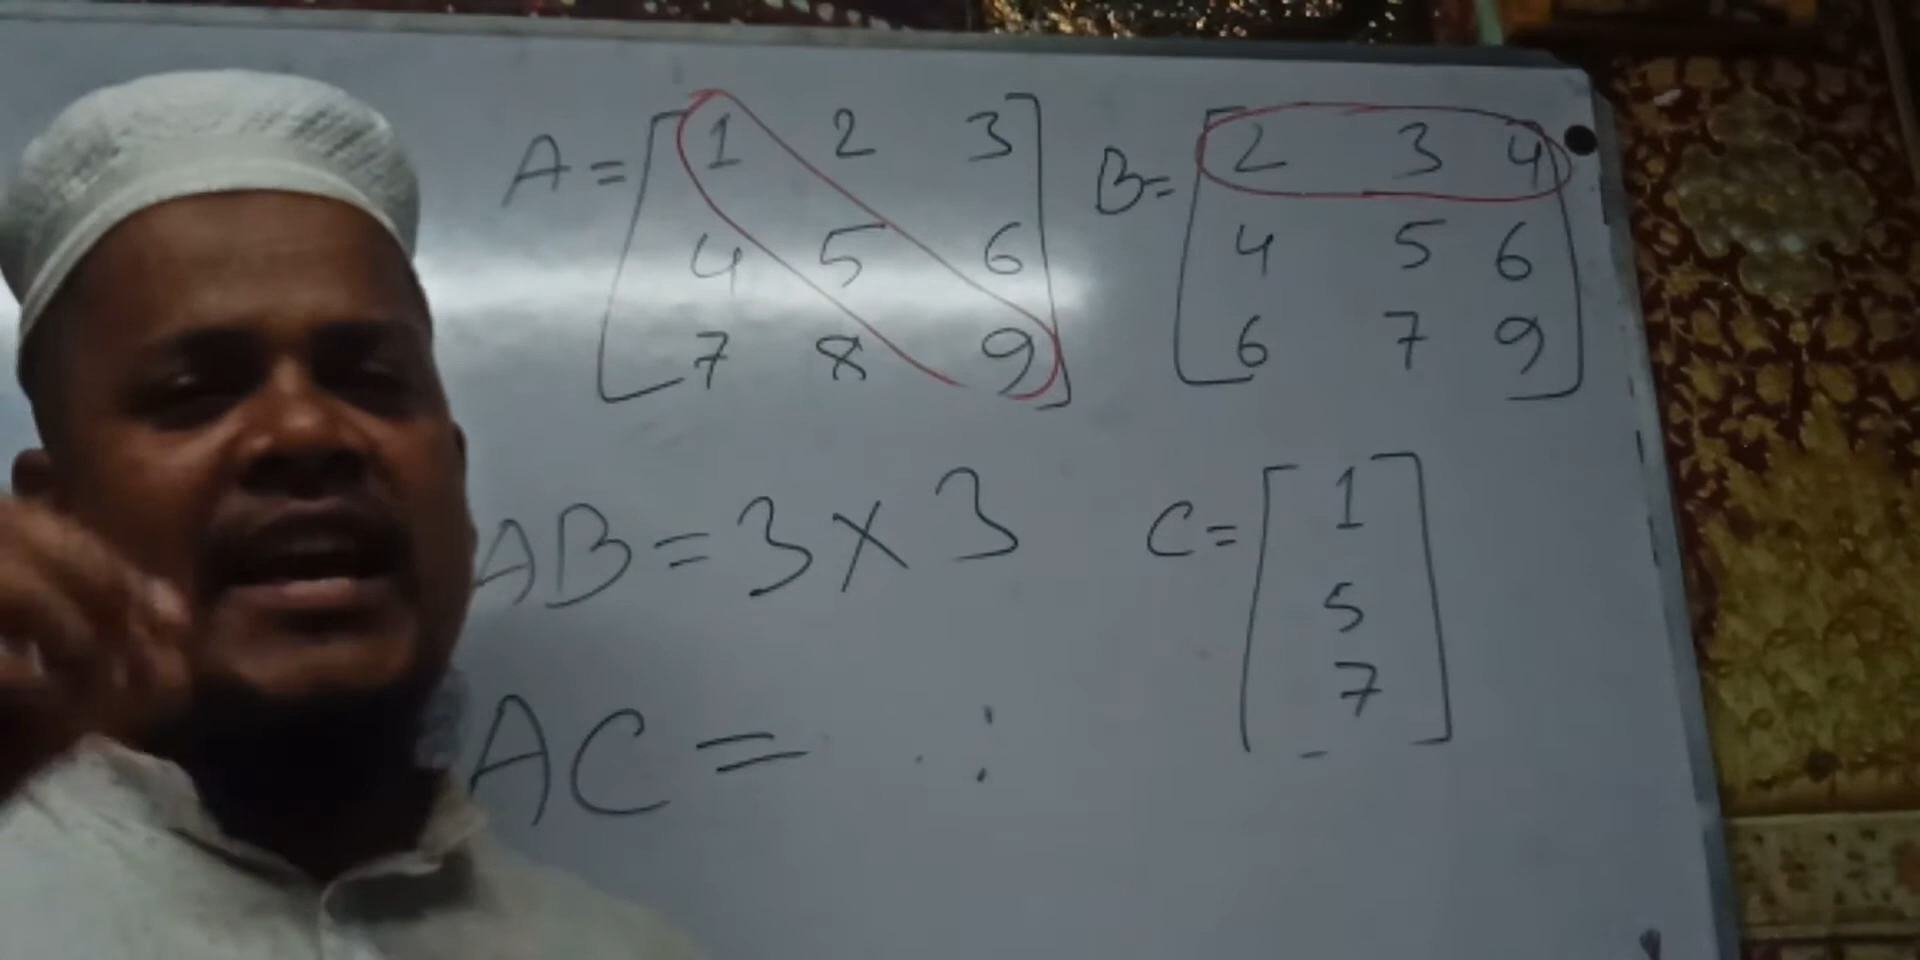 A = [ 1 2 3
4 5 6
7 8 9 ]
B = [ 2 3 4
4 5 6
6 7 9 ]
AB = 3 × 3
C = [ 1
5
7 ]
AC =